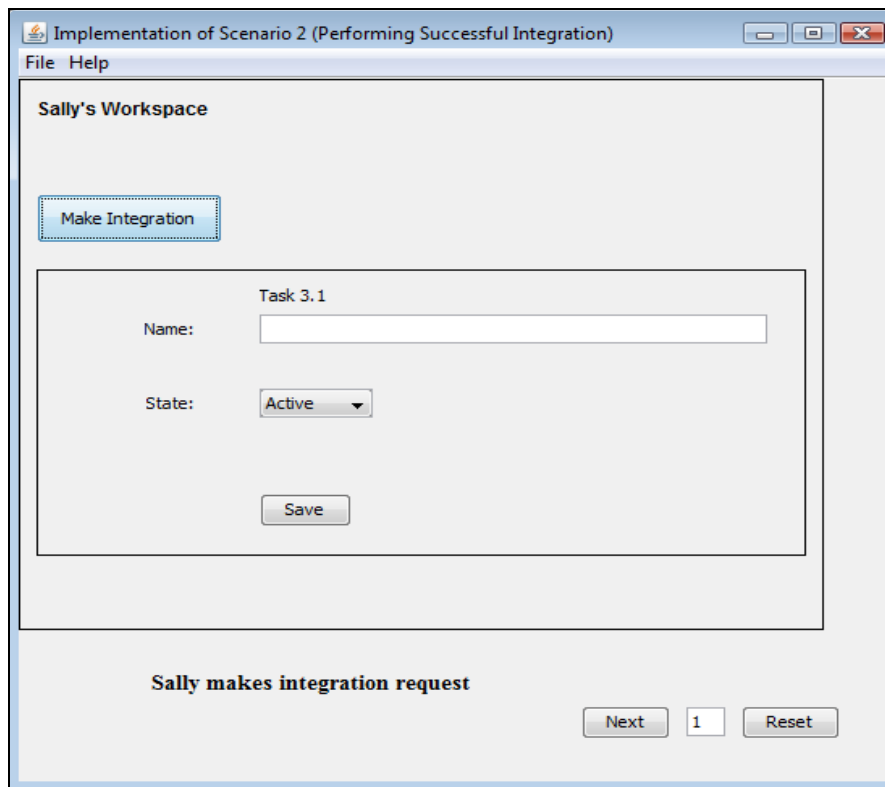 Implementation of Scenario 2 (Performing Successful Integration)
File Help
Sally's Workspace
Make Integration
Task 3.1
Name:
State: Active
Save
Sally makes integration request
Next 1 Reset